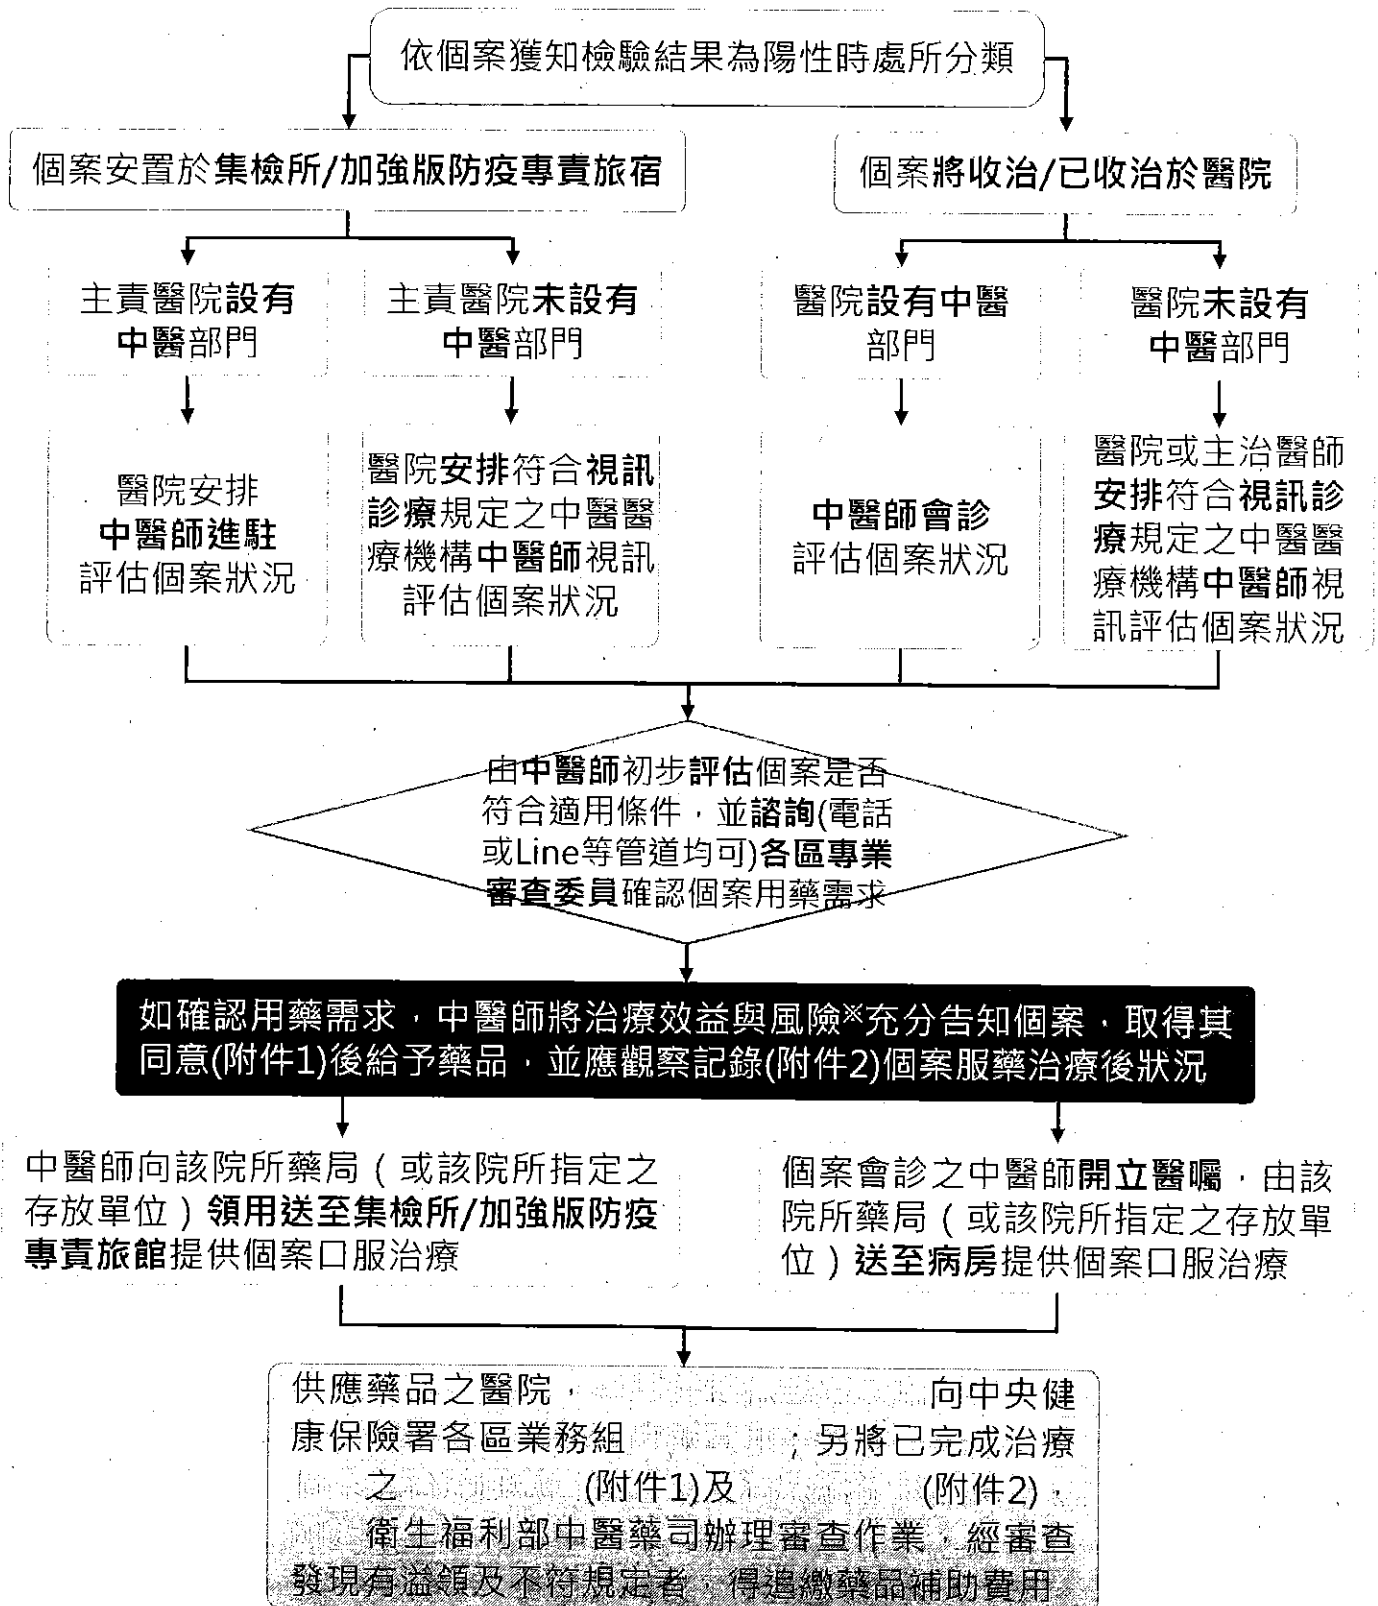 依個案獲知檢驗結果為陽性時處所分類
個案安置於集檢所/加強版防疫專責旅宿
個案將收治/已收治於醫院
主責醫院設有
中醫部門
主責醫院未設有
中醫部門
醫院設有中醫
部門
醫院未設有
中醫部門
醫院安排
中醫師進駐
評估個案狀況
醫院安排符合視訊
診療規定之中醫醫
療機構中醫師視訊
評估個案狀況
中醫師會診
評估個案狀況
醫院或主治醫師
安排符合視訊診
療規定之中醫醫
療機構中醫師視
訊評估個案狀況
由中醫師初步評估個案是否
符合適用條件，並諮詢(電話
或Line等管道均可)各區專業
審查委員確認個案用藥需求
如確認用藥需求，中醫師將治療效益與風險※充分告知個案，取得其
同意(附件1)後給予藥品，並應觀察記錄(附件2)個案服藥治療後狀況
中醫師向該院所藥局（或該院所指定之
存放單位）領用送至集檢所/加強版防疫
專責旅館提供個案口服治療
個案會診之中醫師開立醫囑，由該
院所藥局（或該院所指定之存放單
位）送至病房提供個案口服治療
供應藥品之醫院， 向中央健
康保險署各區業務組 ；另將已完成治療
之 (附件1)及 (附件2)，
衛生福利部中醫藥司辦理審查作業，經審查
發現有溢領及不符規定者，得追繳藥品補助費用